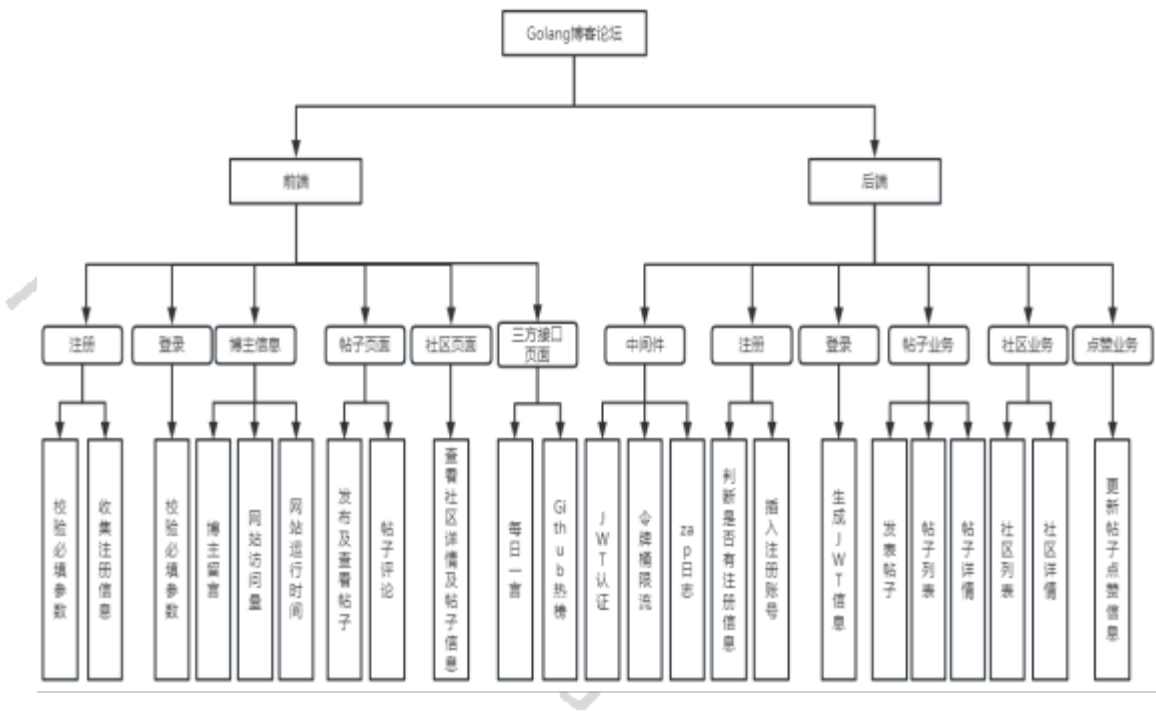 Golang博客论坛
前端
后端
注册
登录
博主信息
帖子页面
社区页面
三方接口
页面
中间件
注册
登录
帖子业务
社区业务
点赞业务
校验必填参数
收集注册信息
校验必填参数
博主留言
网站访问量
网站运行时间
发布及查看帖子
帖子评论
查看社区详情及帖子信息
每日一言
Github热榜
JWT认证
令牌桶限流
zap日志
判断是否有注册信息
插入注册账号
生成JWT信息
发表帖子
帖子列表
帖子详情
社区列表
社区详情
更新帖子点赞信息